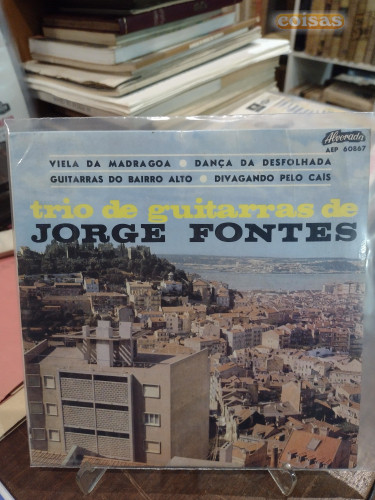 coisas
Alvorada
AEP 60867
VIELA DA MADRAGOA • DANÇA DA DESFOLHADA
GUITARRAS DO BAIRRO ALTO • DIVAGANDO PELO CAIS
trio de guitarras de
JORGE FONTES